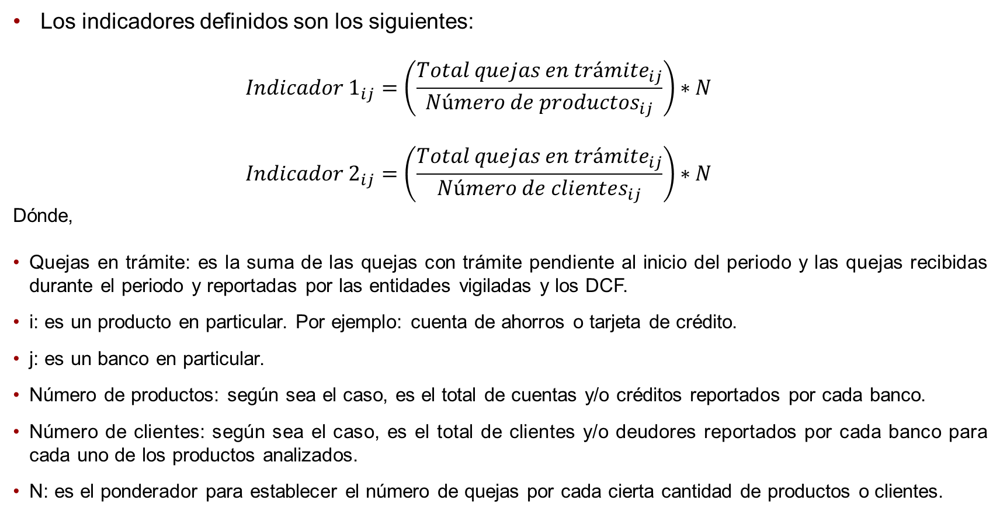 • Los indicadores definidos son los siguientes:
Indicador 1_{ij} = (Total quejas en trámite_{ij} / Número de productos_{ij}) * N
Indicador 2_{ij} = (Total quejas en trámite_{ij} / Número de clientes_{ij}) * N
Dónde,
• Quejas en trámite: es la suma de las quejas con trámite pendiente al inicio del periodo y las quejas recibidas
durante el periodo y reportadas por las entidades vigiladas y los DCF.
• i: es un producto en particular. Por ejemplo: cuenta de ahorros o tarjeta de crédito.
• j: es un banco en particular.
• Número de productos: según sea el caso, es el total de cuentas y/o créditos reportados por cada banco.
• Número de clientes: según sea el caso, es el total de clientes y/o deudores reportados por cada banco para
cada uno de los productos analizados.
• N: es el ponderador para establecer el número de quejas por cada cierta cantidad de productos o clientes.